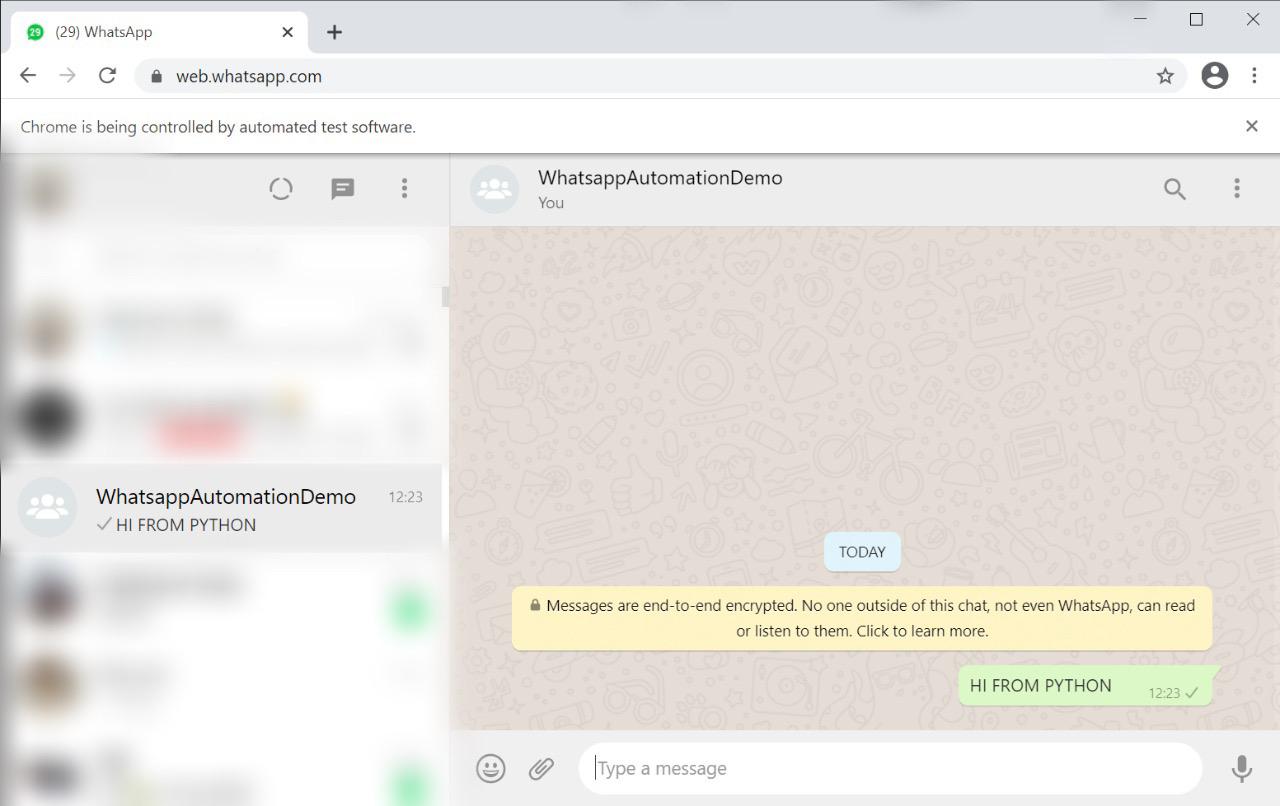 29
(29) WhatsApp
web.whatsapp.com
Chrome is being controlled by automated test software.
WhatsappAutomationDemo
You
WhatsappAutomationDemo
12:23
HI FROM PYTHON
TODAY
Messages are end-to-end encrypted. No one outside of this chat, not even WhatsApp, can read
or listen to them. Click to learn more.
HI FROM PYTHON
12:23
Type a message